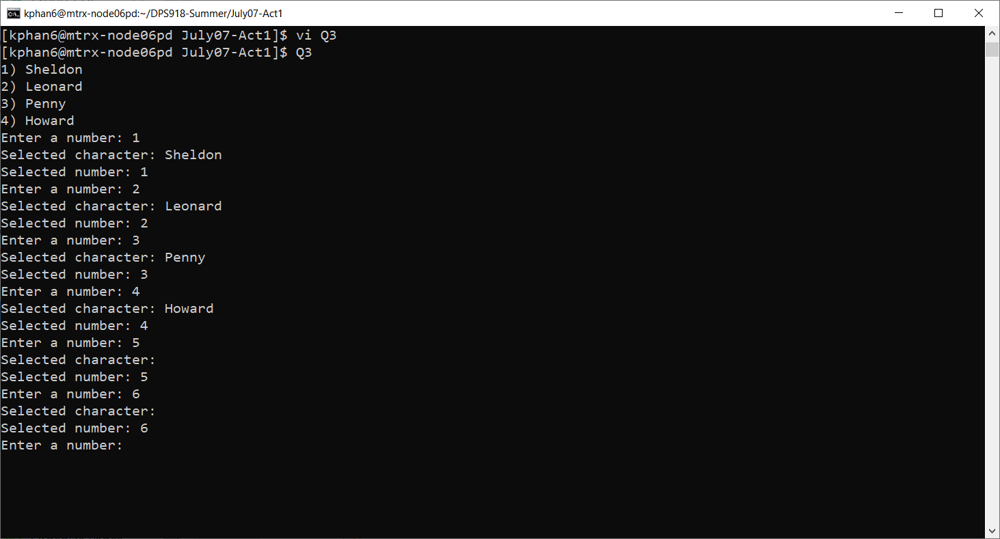 kphan6@mtrx-node06pd:~/DPS918-Summer/July07-Act1
[kphan6@mtrx-node06pd July07-Act1]$ vi Q3
[kphan6@mtrx-node06pd July07-Act1]$ Q3
1) Sheldon
2) Leonard
3) Penny
4) Howard
Enter a number: 1
Selected character: Sheldon
Selected number: 1
Enter a number: 2
Selected character: Leonard
Selected number: 2
Enter a number: 3
Selected character: Penny
Selected number: 3
Enter a number: 4
Selected character: Howard
Selected number: 4
Enter a number: 5
Selected character:
Selected number: 5
Enter a number: 6
Selected character:
Selected number: 6
Enter a number: